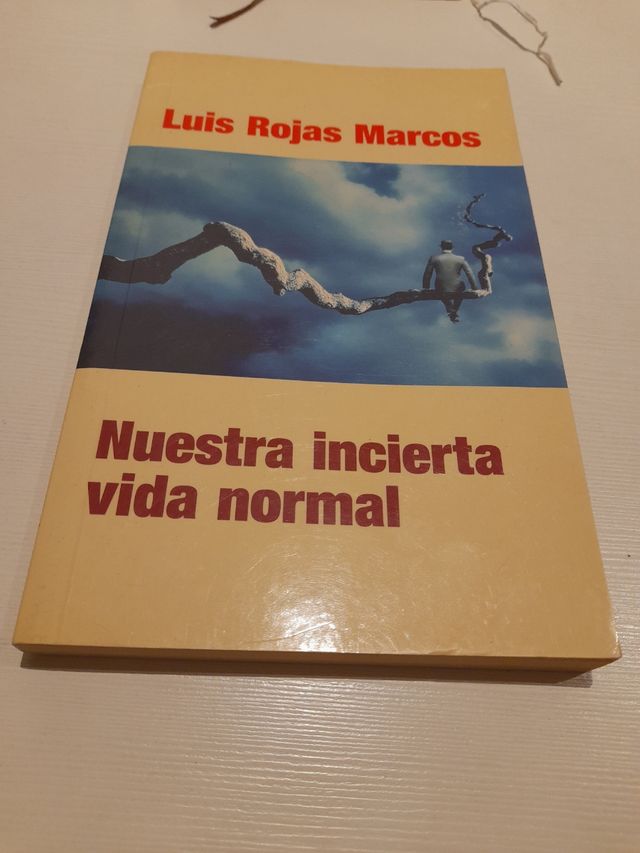 Luis Rojas Marcos
Nuestra incierta
vida normal